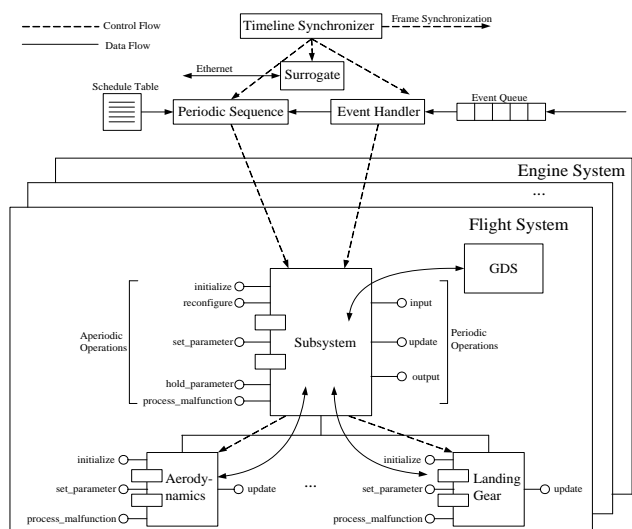 Control Flow
Data Flow
Timeline Synchronizer
Frame Synchronization
Ethernet
Surrogate
Schedule Table
Periodic Sequence
Event Handler
Event Queue
Engine System
...
Flight System
GDS
Aperiodic
Operations
initialize
reconfigure
set_parameter
hold_parameter
process_malfunction
Subsystem
input
update
output
Periodic
Operations
initialize
set_parameter
process_malfunction
Aerody-
namics
update
...
initialize
set_parameter
process_malfunction
Landing
Gear
update